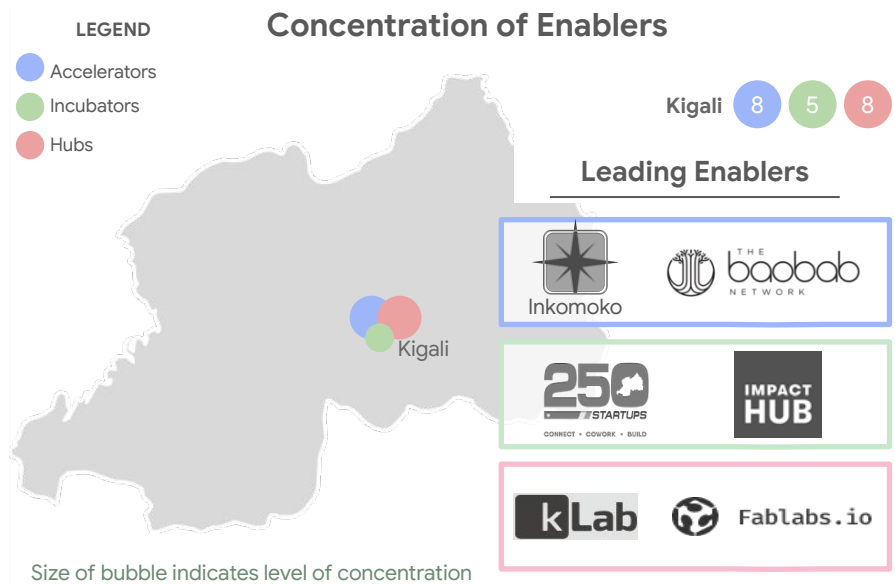 Concentration of Enablers
LEGEND
Accelerators
Incubators
Hubs
Kigali 8 5 8
Leading Enablers
Inkomoko
THE
baobab
NETWORK
Kigali
250
STARTUPS
CONNECT • COWORK • BUILD
IMPACT
HUB
kLab
Fablabs.io
Size of bubble indicates level of concentration